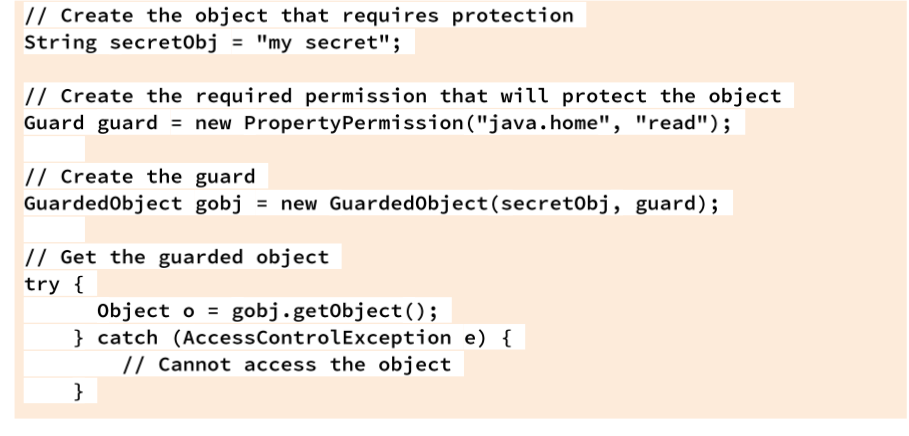 // Create the object that requires protection
String secretObj = "my secret";
// Create the required permission that will protect the object
Guard guard = new PropertyPermission("java.home", "read");
// Create the guard
GuardedObject gobj = new GuardedObject(secretObj, guard);
// Get the guarded object
try {
Object o = gobj.getObject();
} catch (AccessControlException e) {
// Cannot access the object
}